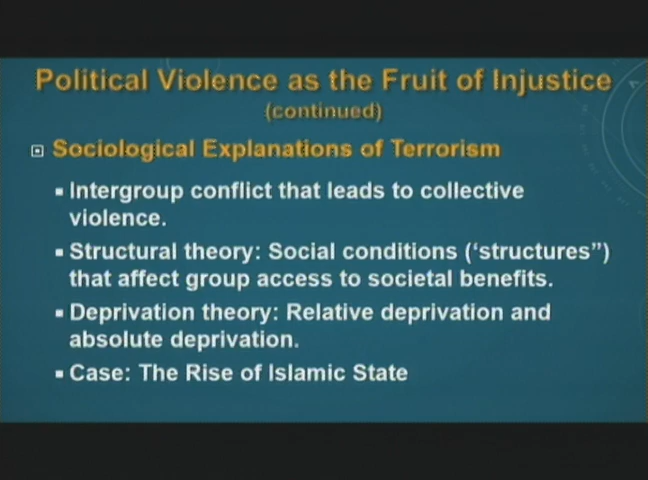 Political Violence as the Fruit of Injustice
(continued)
Sociological Explanations of Terrorism
Intergroup conflict that leads to collective
violence.
Structural theory: Social conditions (‘structures”)
that affect group access to societal benefits.
Deprivation theory: Relative deprivation and
absolute deprivation.
Case: The Rise of Islamic State